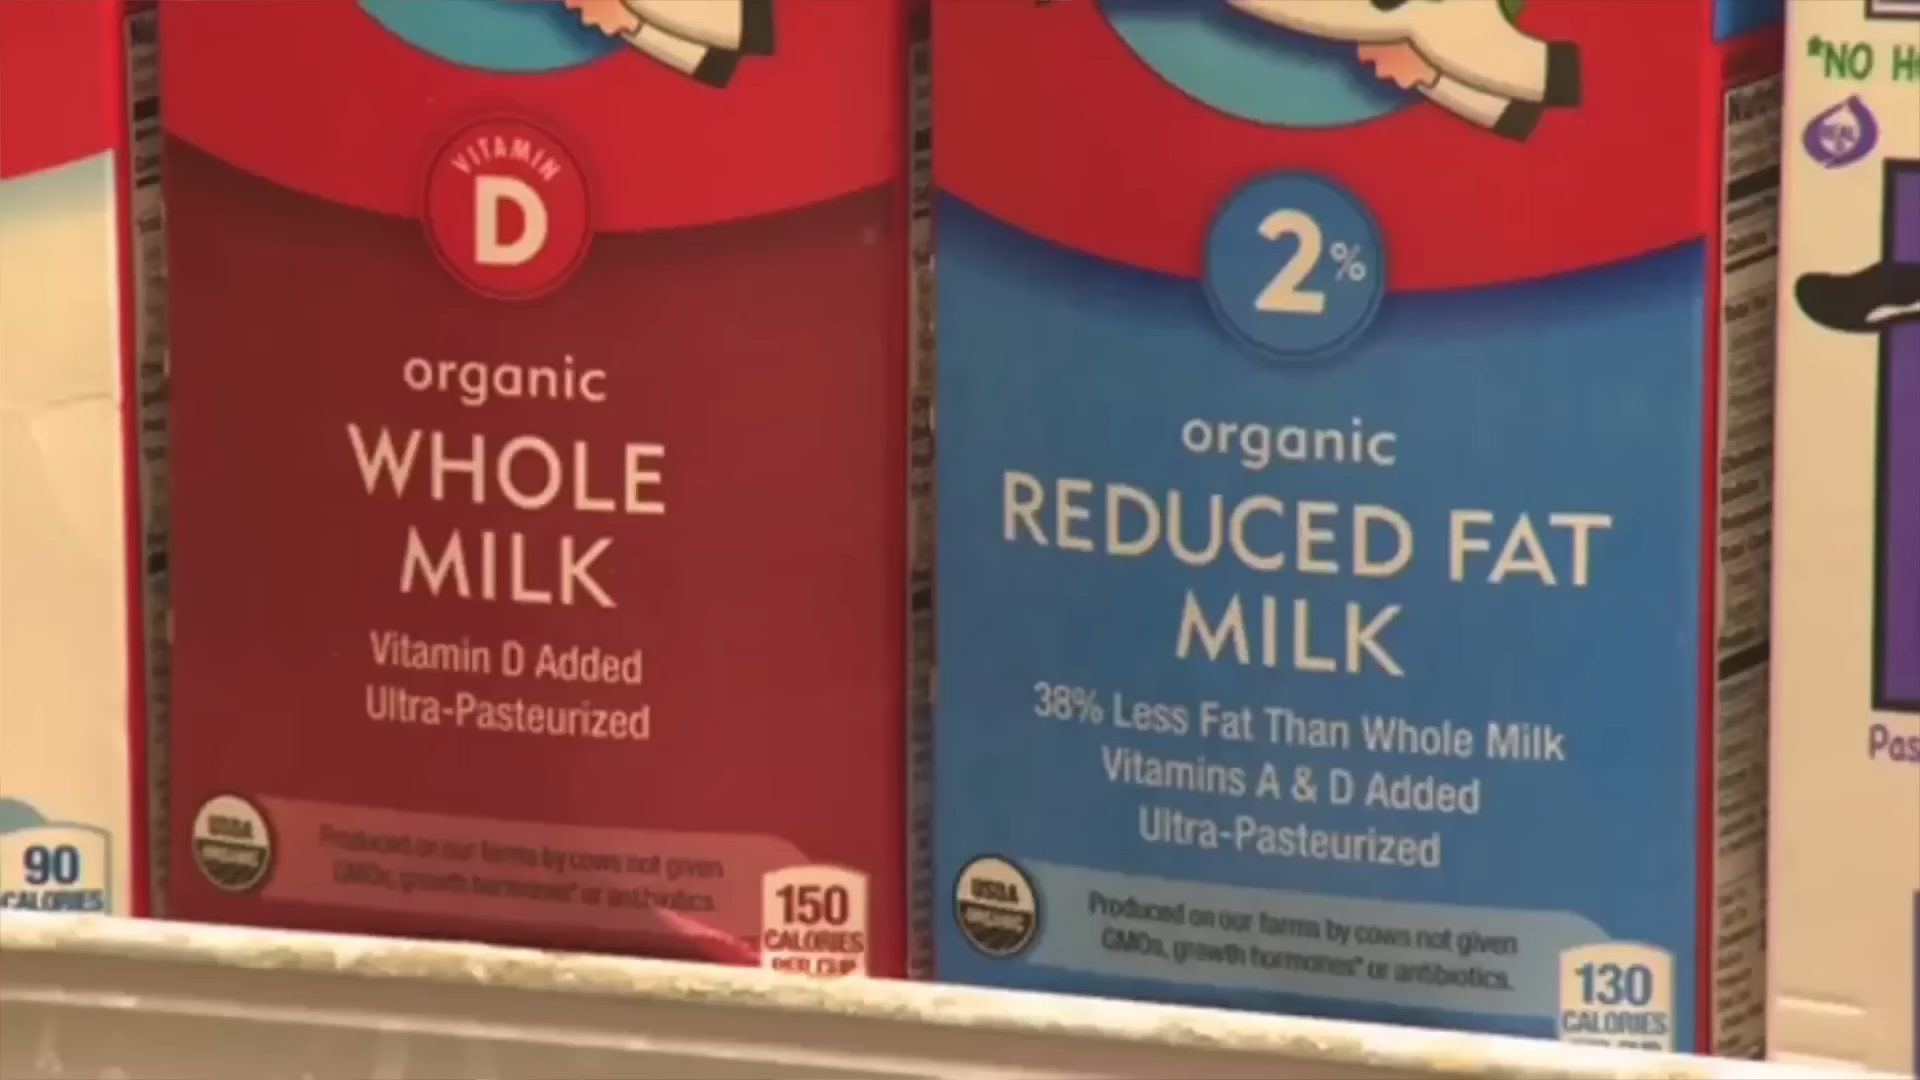 90
CALORIES
VITAMIN
D
organic
WHOLE
MILK
Vitamin D Added
Ultra-Pasteurized
USDA
ORGANIC
Produced on our farms by cows not given
GMOs, growth hormones* or antibiotics.
150
CALORIES
PER CUP
2%
organic
REDUCED FAT
MILK
38% Less Fat Than Whole Milk
Vitamins A & D Added
Ultra-Pasteurized
USDA
ORGANIC
Produced on our farms by cows not given
GMOs, growth hormones* or antibiotics.
130
CALORIES
*NO H
REAL
Pas